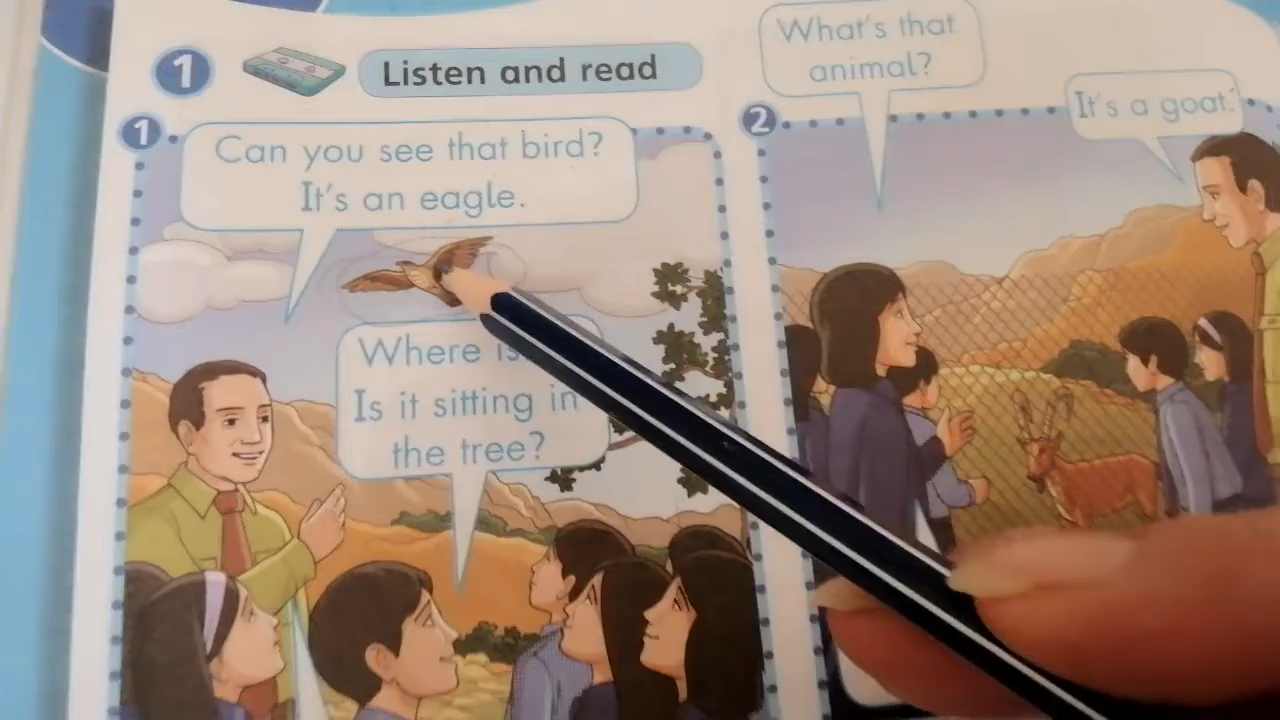 1 Listen and read
1
Can you see that bird?
It's an eagle.
Where is
Is it sitting in
the tree?
2
What's that
animal?
It's a goat.